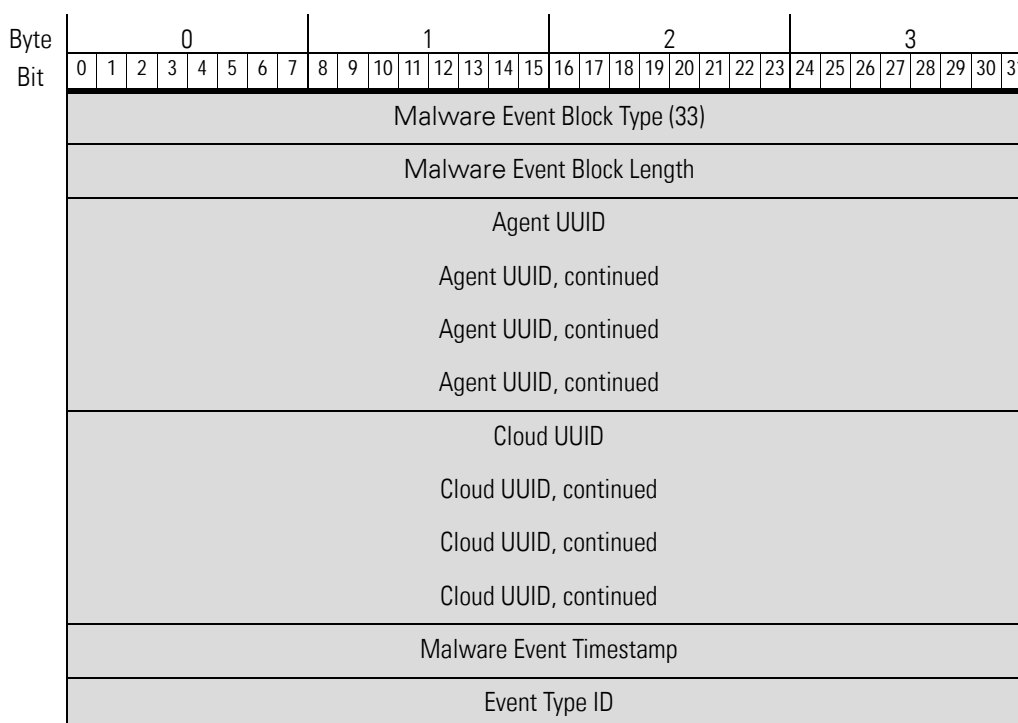 Byte 0 1 2 3
Bit 0 1 2 3 4 5 6 7 8 9 10 11 12 13 14 15 16 17 18 19 20 21 22 23 24 25 26 27 28 29 30 3
Malware Event Block Type (33)
Malware Event Block Length
Agent UUID
Agent UUID, continued
Agent UUID, continued
Agent UUID, continued
Cloud UUID
Cloud UUID, continued
Cloud UUID, continued
Cloud UUID, continued
Malware Event Timestamp
Event Type ID